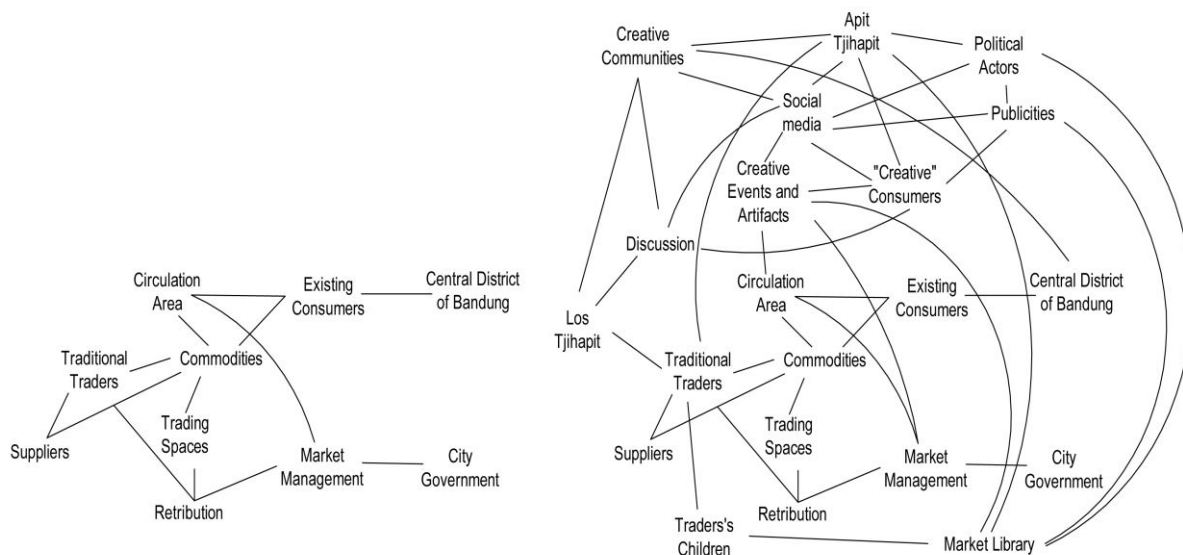 Circulation
Area
Existing
Consumers
Central District
of Bandung
Traditional
Traders
Commodities
Suppliers
Trading
Spaces
Market
Management
City
Government
Retribution
Creative
Communities
Apit
Tjihapit
Political
Actors
Social
media
Publicities
Creative
Events and
Artifacts
"Creative"
Consumers
Discussion
Circulation
Area
Existing
Consumers
Central District
of Bandung
Los
Tjihapit
Traditional
Traders
Commodities
Suppliers
Trading
Spaces
Market
Management
City
Government
Retribution
Traders's
Children
Market Library